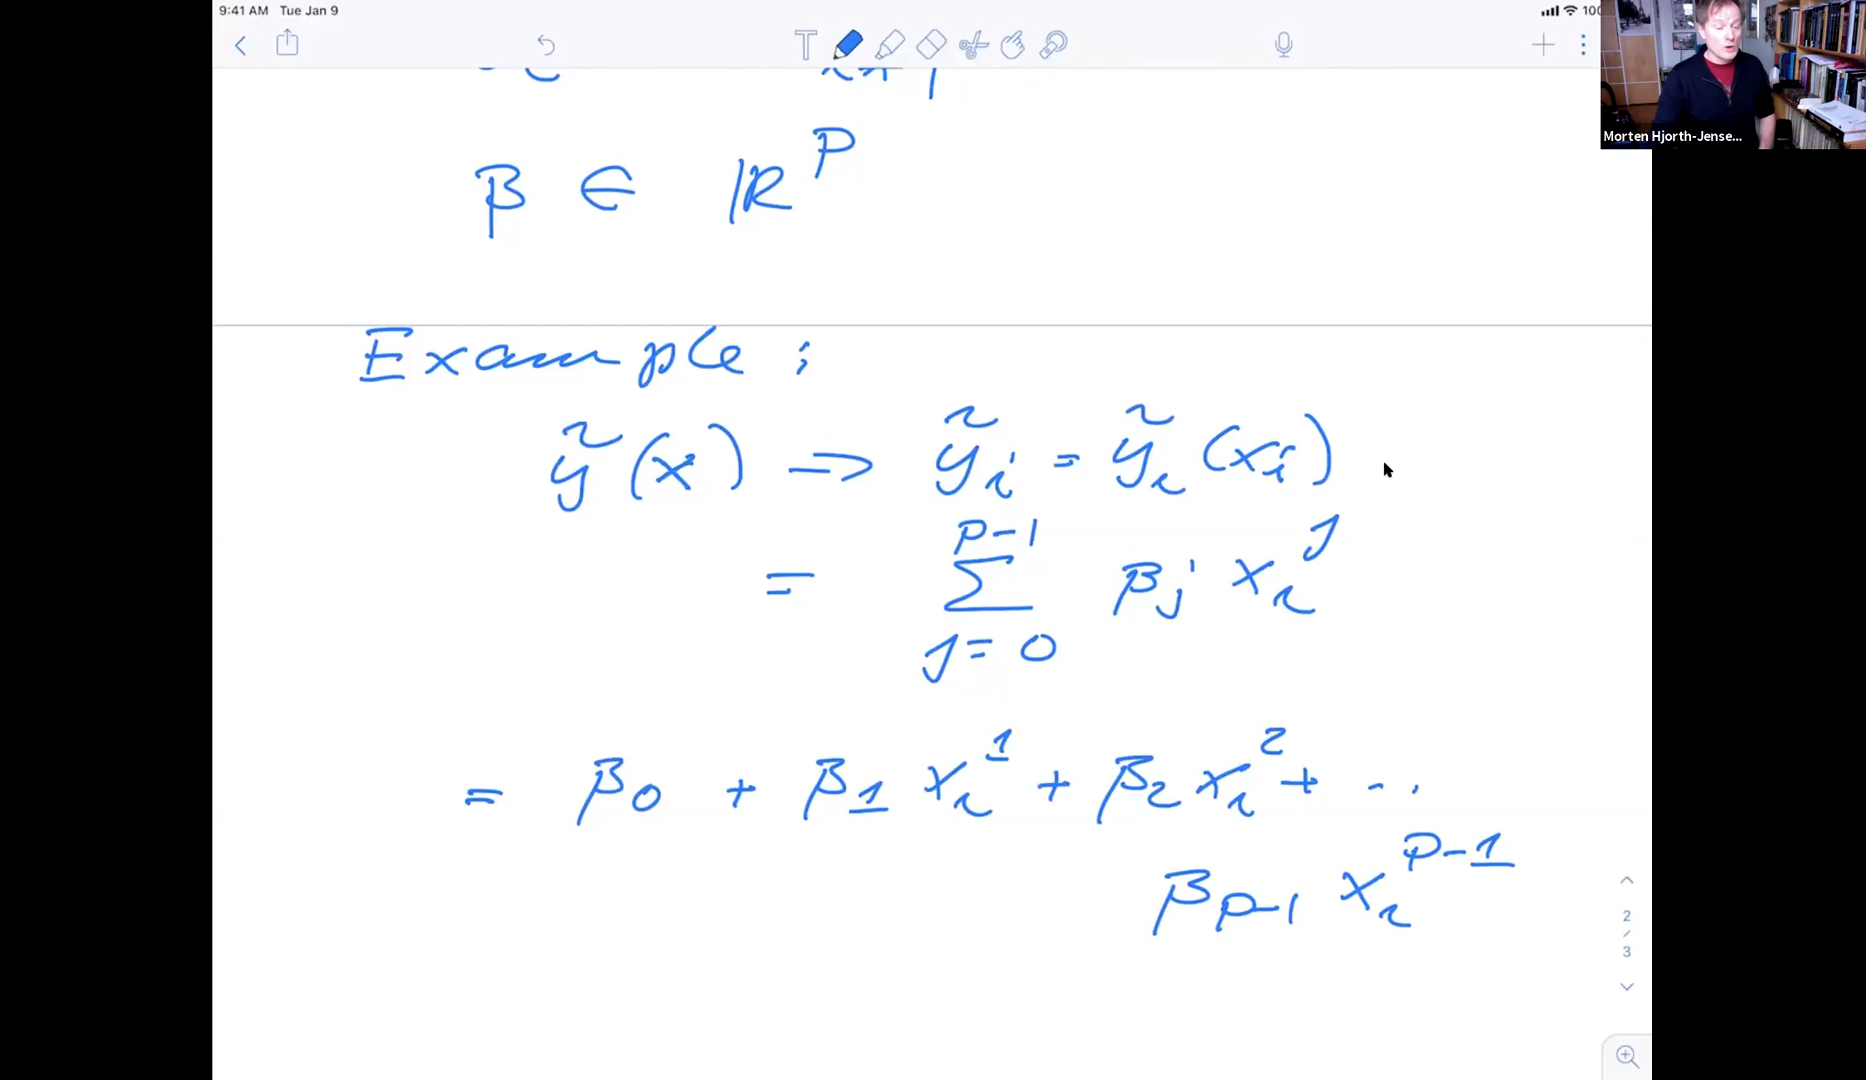 9:41 AM Tue Jan 9
100
Morten Hjorth-Jense...
β ∈ ℝ^p
Example:
ỹ(x) ⇒ ỹ_i = ỹ_i(x_i)
= Σ_{j=0}^{p-1} β_j x_i^j
= β_0 + β_1 x_i^1 + β_2 x_i^2 + ..
β_{p-1} x_i^{p-1}
2
/
3